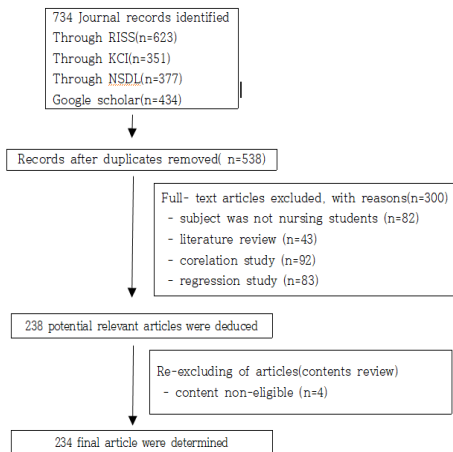 734 Journal records identified
Through RISS(n=623)
Through KCI(n=351)
Through NSDL(n=377)
Google scholar(n=434)
Records after duplicates removed( n=538)
Full- text articles excluded, with reasons(n=300)
- subject was not nursing students (n=82)
- literature review (n=43)
- corelation study (n=92)
- regression study (n=83)
238 potential relevant articles were deduced
Re-excluding of articles(contents review)
- content non-eligible (n=4)
234 final article were determined